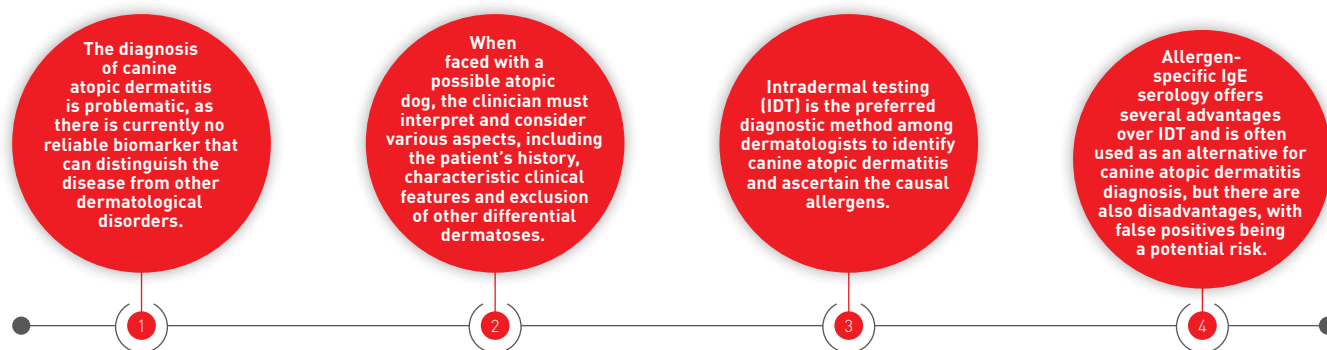 The diagnosis
of canine
atopic dermatitis
is problematic, as
there is currently no
reliable biomarker that
can distinguish the
disease from other
dermatological
disorders.
When
faced with a
possible atopic
dog, the clinician must
interpret and consider
various aspects, including
the patient’s history,
characteristic clinical
features and exclusion
of other differential
dermatoses.
Intradermal testing
(IDT) is the preferred
diagnostic method among
dermatologists to identify
canine atopic dermatitis
and ascertain the causal
allergens.
Allergen-
specific IgE
serology offers
several advantages
over IDT and is often
used as an alternative for
canine atopic dermatitis
diagnosis, but there are
also disadvantages, with
false positives being
a potential risk.
1
2
3
4